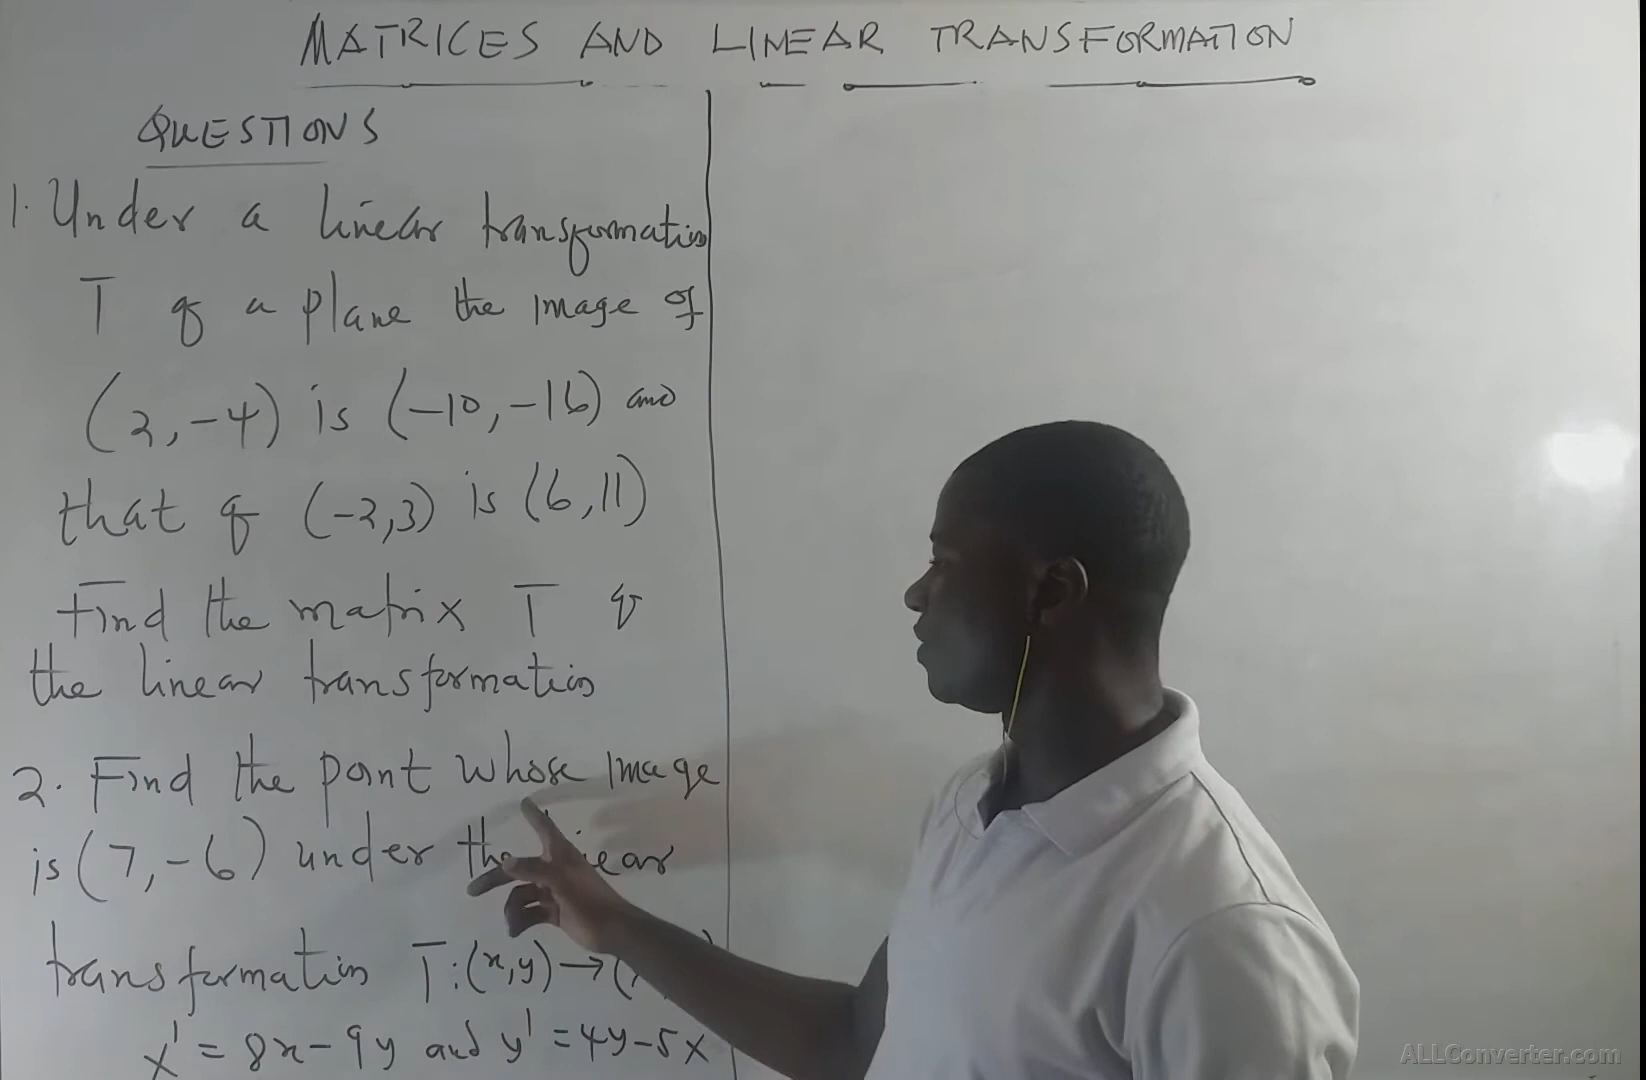 MATRICES AND LINEAR TRANSFORMATION
QUESTIONS
1. Under a linear transformation
T of a plane the image of
(2,-4) is (-10,-16) and
that of (-2,3) is (6,11)
Find the matrix T of
the linear transformation
2. Find the point whose image
is (7,-6) under the linear
transformation T:(x,y)→(
x' = 8x-9y and y' = 4y-5x
ALLConverter.com